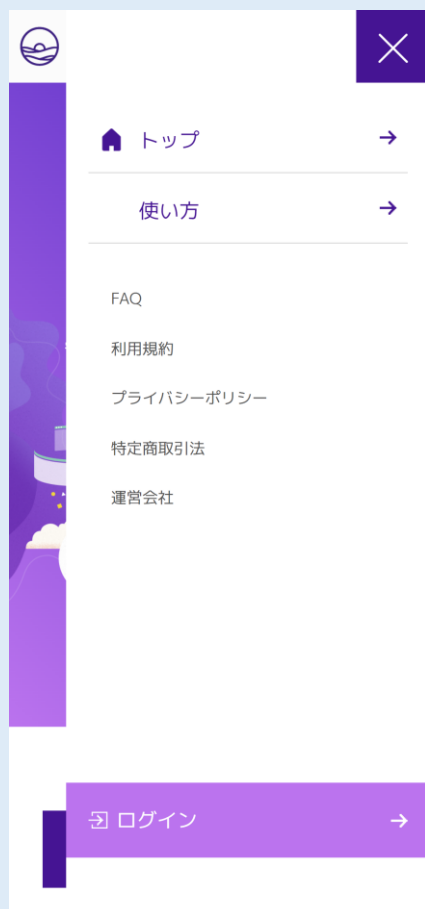 トップ
使い方
FAQ
利用規約
プライバシーポリシー
特定商取引法
運営会社
ログイン